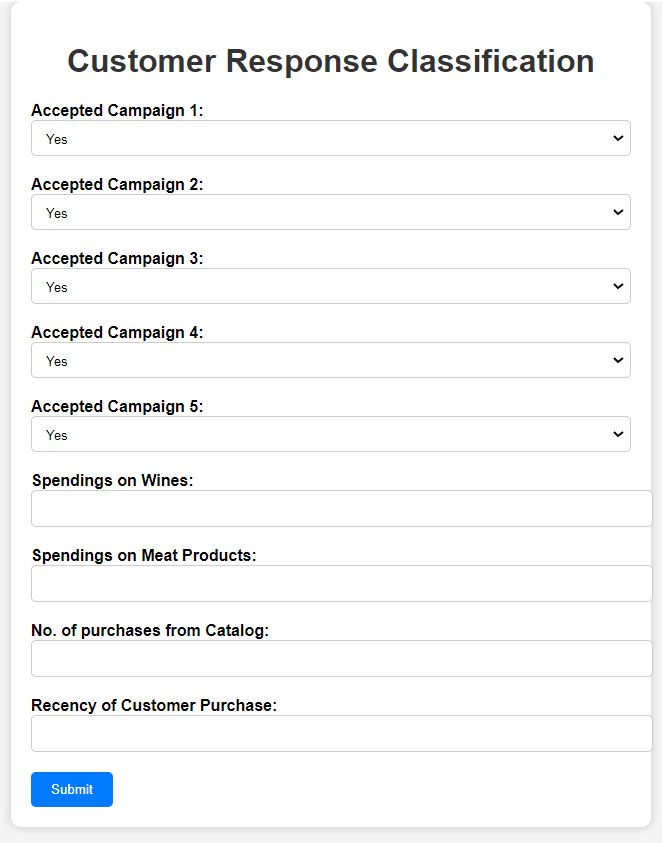 Customer Response Classification
Accepted Campaign 1:
Yes
Accepted Campaign 2:
Yes
Accepted Campaign 3:
Yes
Accepted Campaign 4:
Yes
Accepted Campaign 5:
Yes
Spendings on Wines:
Spendings on Meat Products:
No. of purchases from Catalog:
Recency of Customer Purchase:
Submit